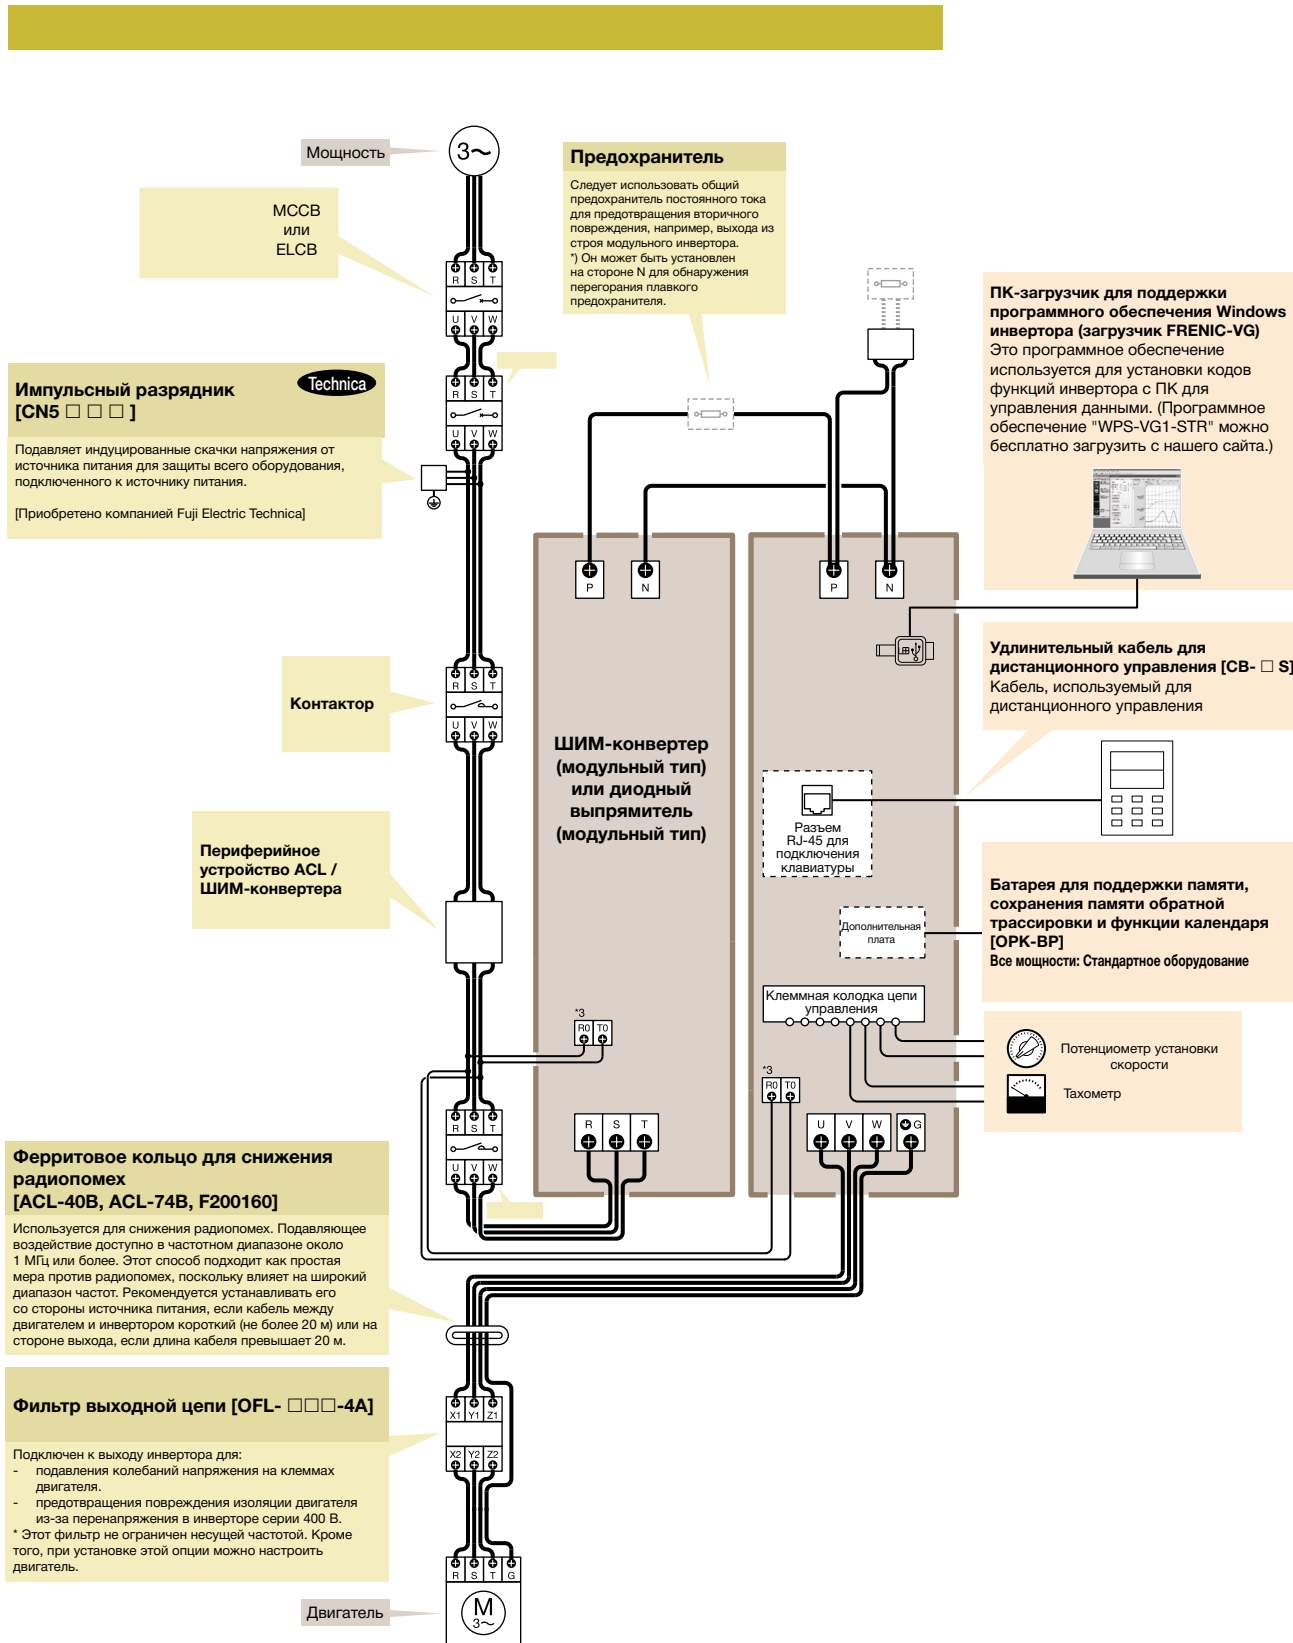 Мощность
3~
MCCB
или
ELCB
R S T
U V W
R S T
U V W
Предохранитель
Следует использовать общий
предохранитель постоянного тока
для предотвращения вторичного
повреждения, например, выхода из
строя модульного инвертора.
*) Он может быть установлен
на стороне N для обнаружения
перегорания плавкого
предохранителя.
ПК-загрузчик для поддержки
программного обеспечения Windows
инвертора (загрузчик FRENIC-VG)
Это программное обеспечение
используется для установки кодов
функций инвертора с ПК для
управления данными. (Программное
обеспечение "WPS-VG1-STR" можно
бесплатно загрузить с нашего сайта.)
Импульсный разрядник
[CN5 □ □ □ ]
Technica
Подавляет индуцированные скачки напряжения от
источника питания для защиты всего оборудования,
подключенного к источнику питания.
[Приобретено компанией Fuji Electric Technica]
P N
P N
Удлинительный кабель для
дистанционного управления [CB- □ S]
Кабель, используемый для
дистанционного управления
Контактор
R S T
U V W
ШИМ-конвертер
(модульный тип)
или диодный
выпрямитель
(модульный тип)
Разъем
RJ-45 для
подключения
клавиатуры
Периферийное
устройство ACL /
ШИМ-конвертера
Батарея для поддержки памяти,
сохранения памяти обратной
трассировки и функции календаря
[OPK-BP]
Все мощности: Стандартное оборудование
Дополнительная
плата
Клеммная колодка цепи
управления
*3
R0 T0
*3
R0 T0
Потенциометр установки
скорости
Тахометр
R S T
U V W
R S T
U V W G
Ферритовое кольцо для снижения
радиопомех
[ACL-40B, ACL-74B, F200160]
Используется для снижения радиопомех. Подавляющее
воздействие доступно в частотном диапазоне около
1 МГц или более. Этот способ подходит как простая
мера против радиопомех, поскольку влияет на широкий
диапазон частот. Рекомендуется устанавливать его
со стороны источника питания, если кабель между
двигателем и инвертором короткий (не более 20 м) или на
стороне выхода, если длина кабеля превышает 20 м.
Фильтр выходной цепи [OFL- □□□-4A]
Подключен к выходу инвертора для:
- подавления колебаний напряжения на клеммах
двигателя.
- предотвращения повреждения изоляции двигателя
из-за перенапряжения в инверторе серии 400 В.
* Этот фильтр не ограничен несущей частотой. Кроме
того, при установке этой опции можно настроить
двигатель.
X1 Y1 Z1
X2 Y2 Z2
R S T G
Двигатель
M
3~